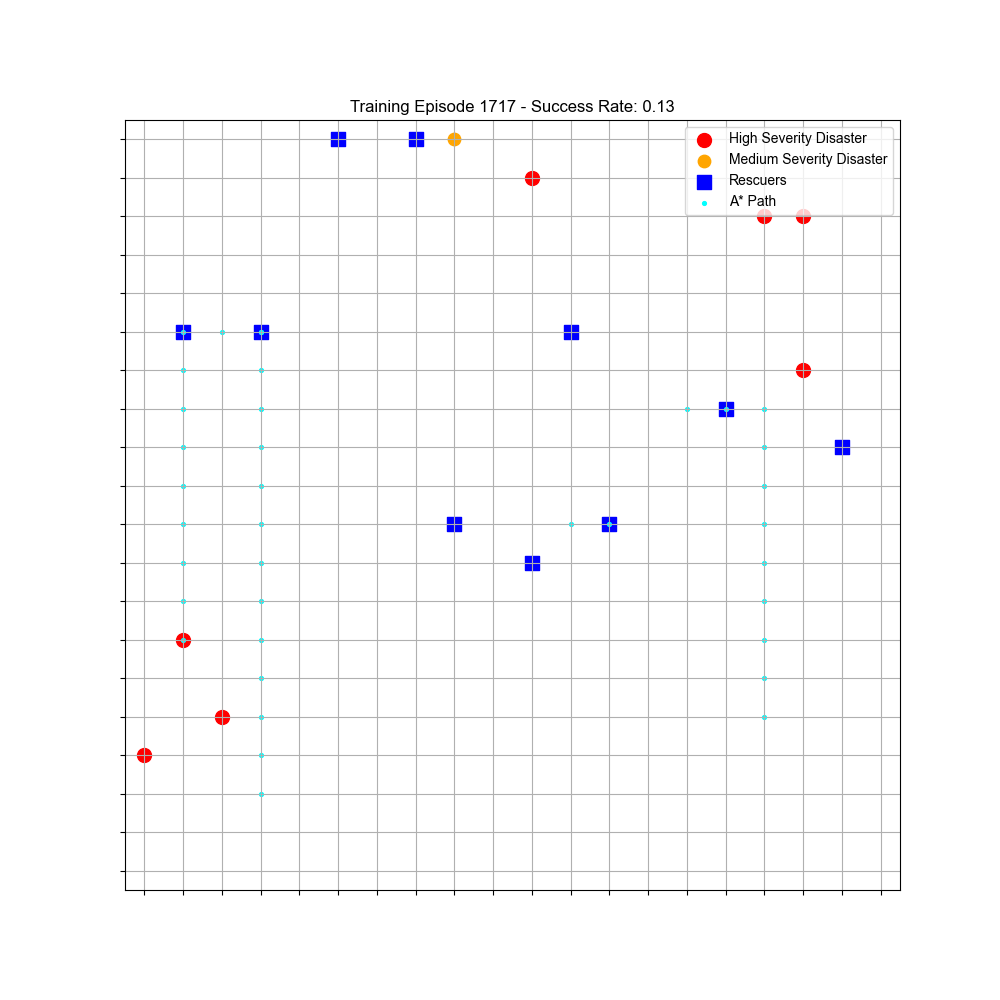 Training Episode 1717 - Success Rate: 0.13
High Severity Disaster
Medium Severity Disaster
Rescuers
A* Path